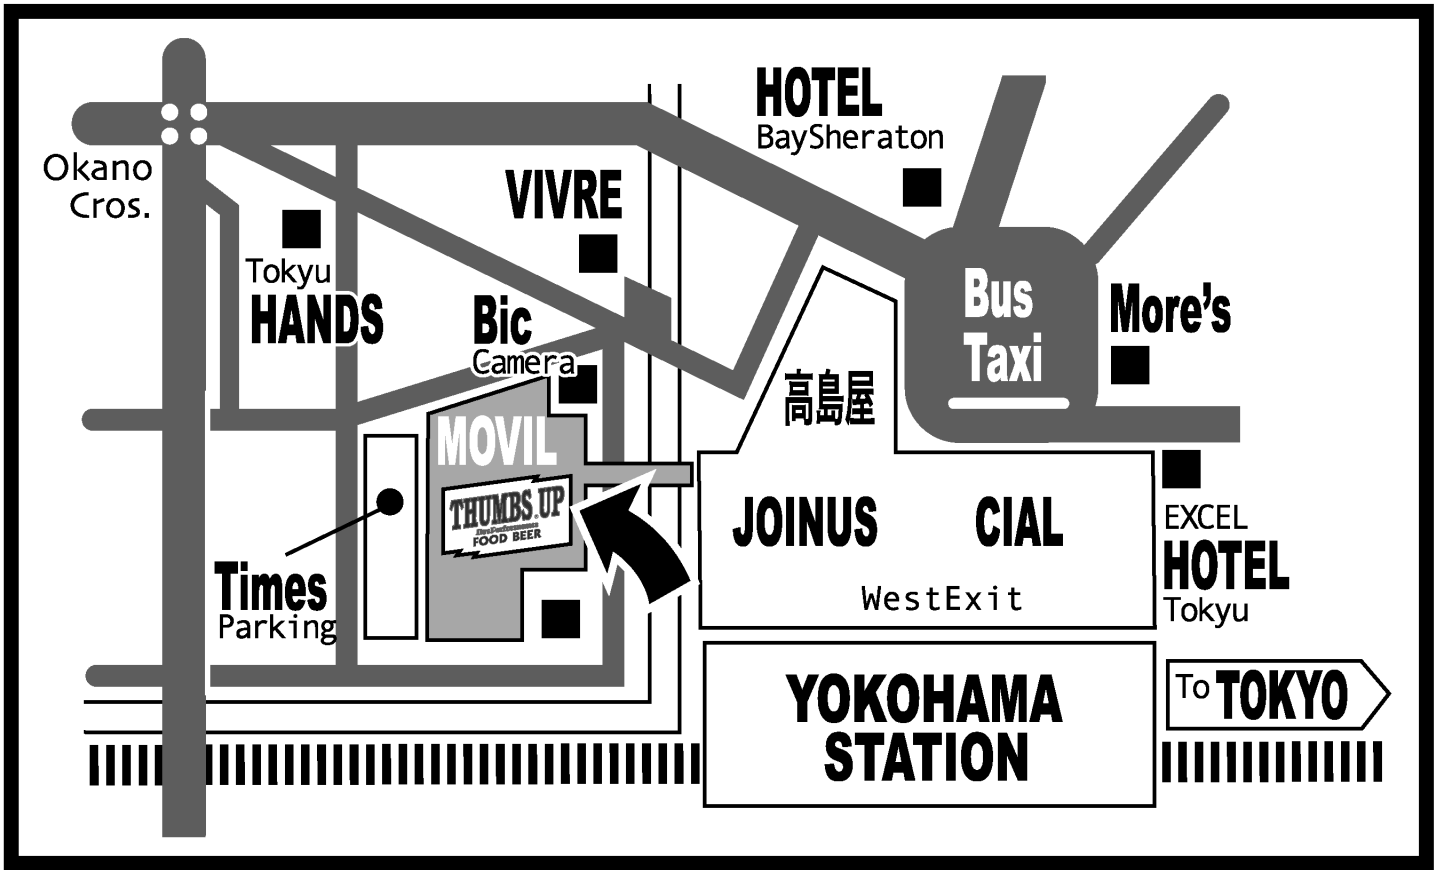 HOTEL
BaySheraton
Okano
Cros.
VIVRE
Tokyu
HANDS
Bic
Camera
Bus
Taxi
More's
高島屋
MOVIL
THUMBS.UP
FOOD BEER
JOINUS CIAL
WestExit
EXCEL
HOTEL
Tokyu
Times
Parking
YOKOHAMA
STATION
To TOKYO